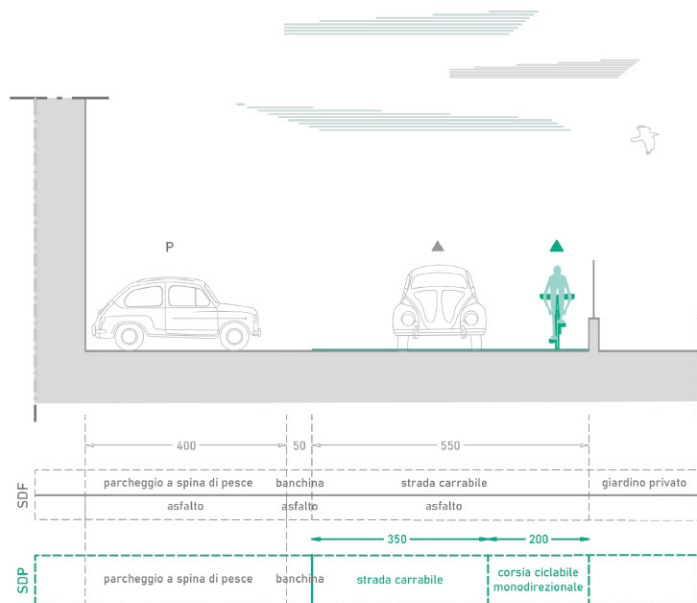 P
400
50
550
SDF
parcheggio a spina di pesce
banchina
strada carrabile
giardino privato
asfalto
asfalto
asfalto
350
200
SDP
parcheggio a spina di pesce
banchina
strada carrabile
corsia ciclabile
monodirezionale